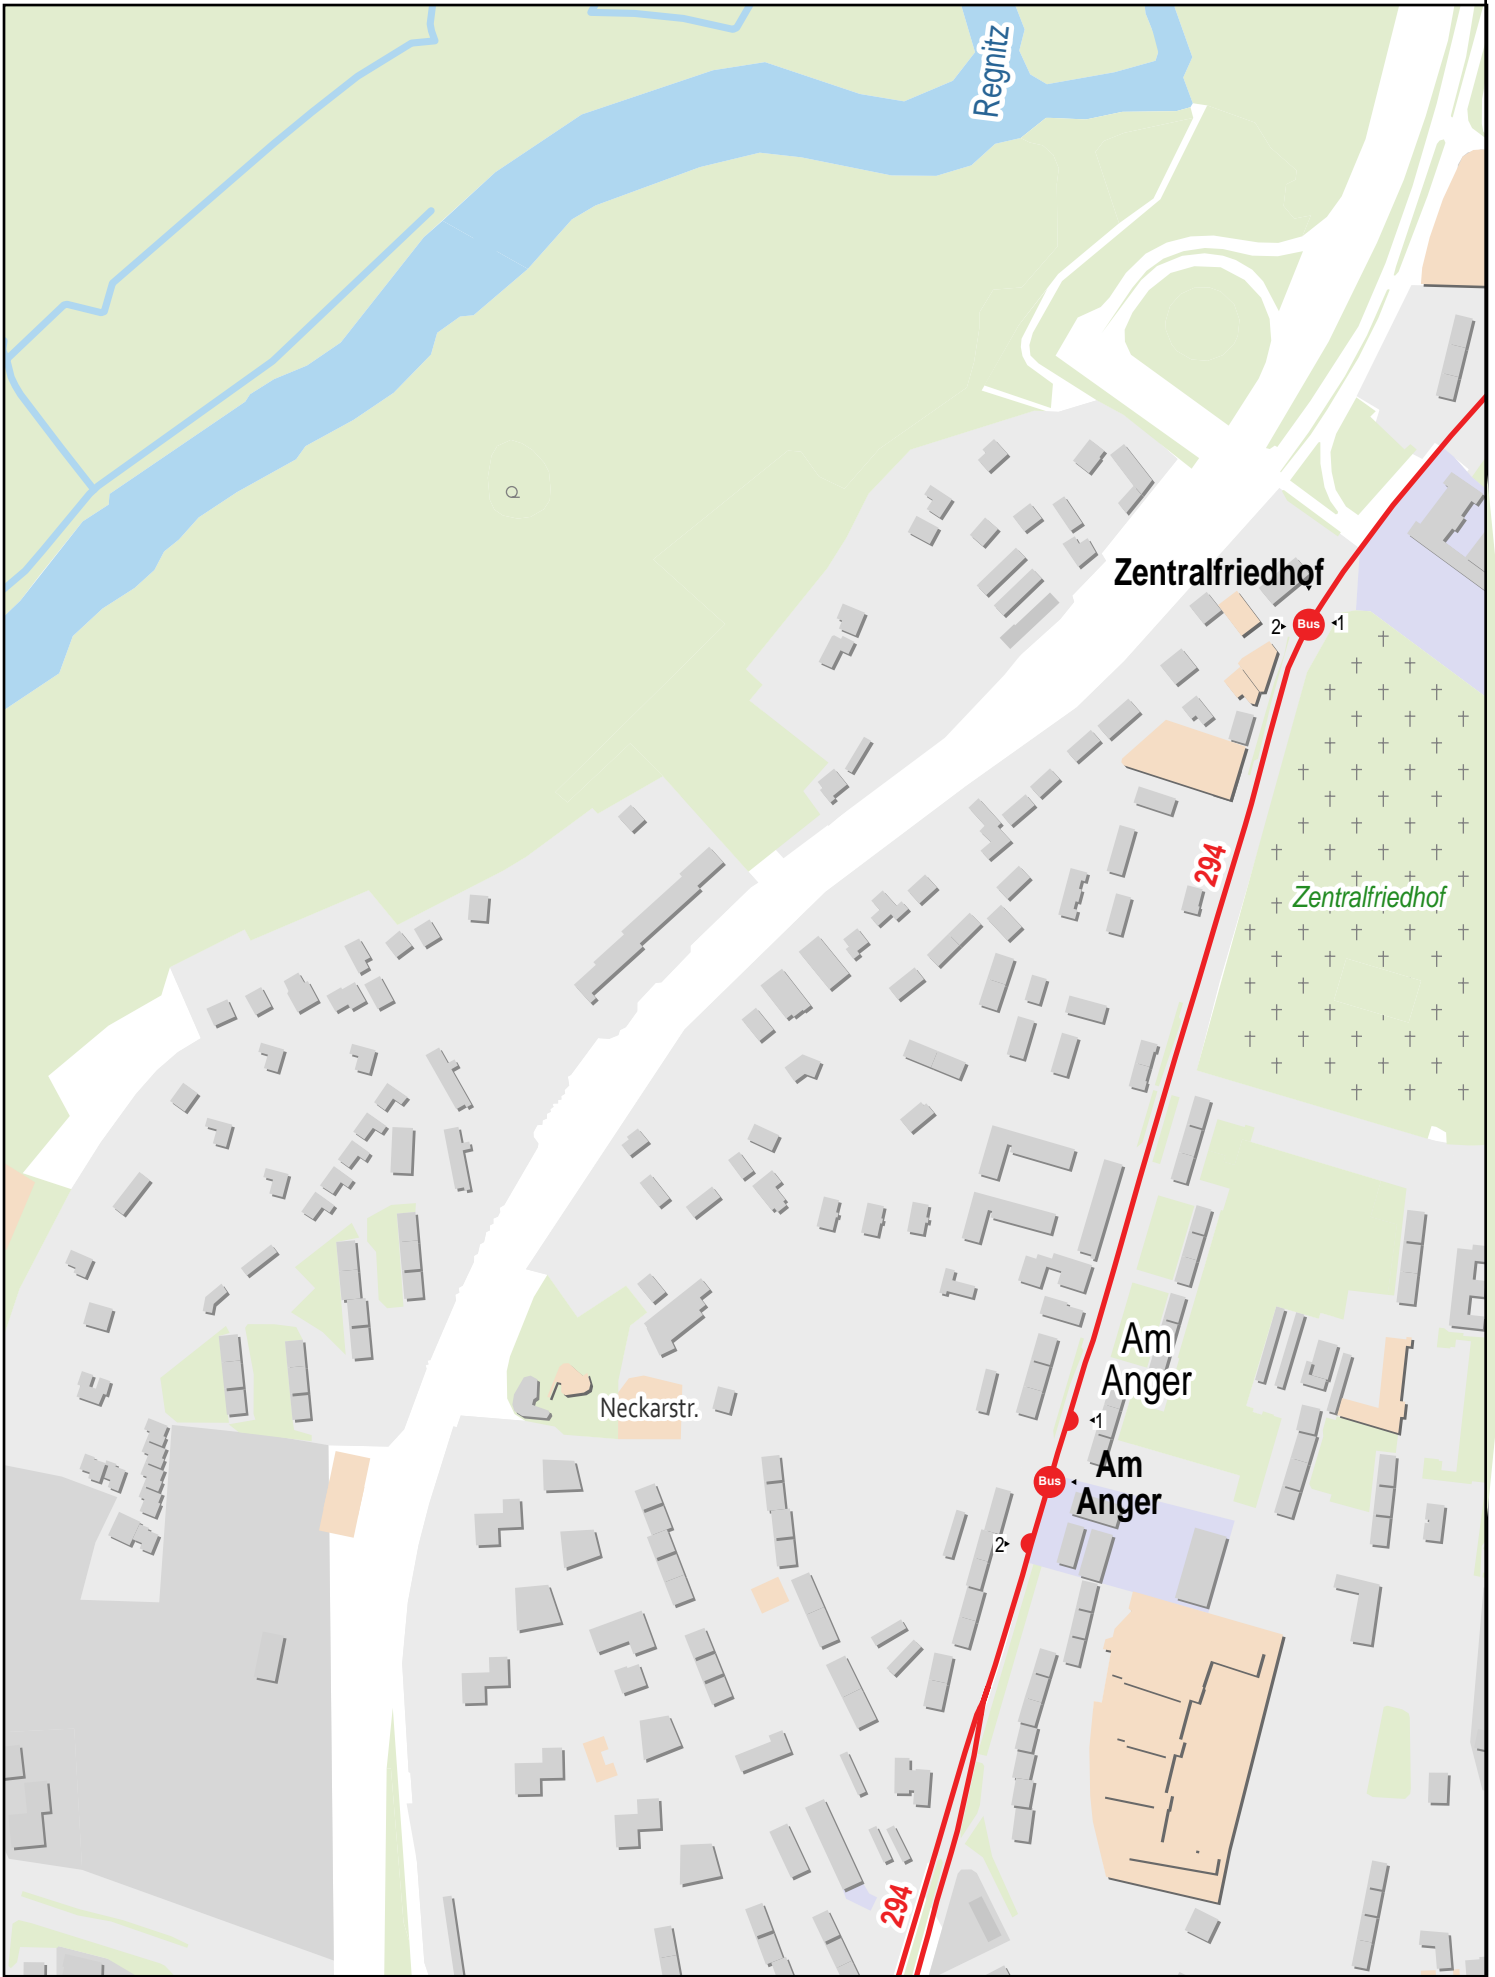 Regnitz
Zentralfriedhof
2
Bus
1
294
Zentralfriedhof
Am
Anger
1
Neckarstr.
Bus
Am
Anger
2
294